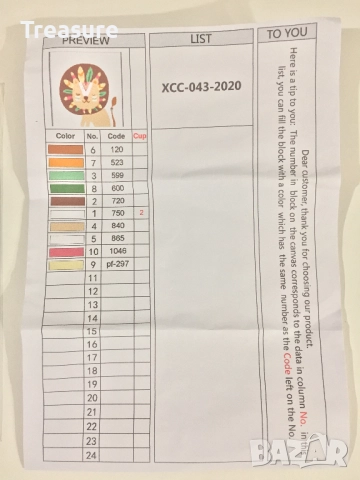 Treasure
PREVIEW
LIST
TO YOU
XCC-043-2020
Color No. Code Cup
6 120
7 523
3 599
8 600
2 720
1 750 2
4 840
5 865
10 1046
9 pf-297
11
12
13
14
15
16
17
18
19
20
21
22
23
24
Dear customer, thank you for choosing our product.
Here is a tip to you: The number in block on the canvas corresponds to the data in column No. in the
list, you can fill the block with a color which has the same number as the Code left on the No.
bazar